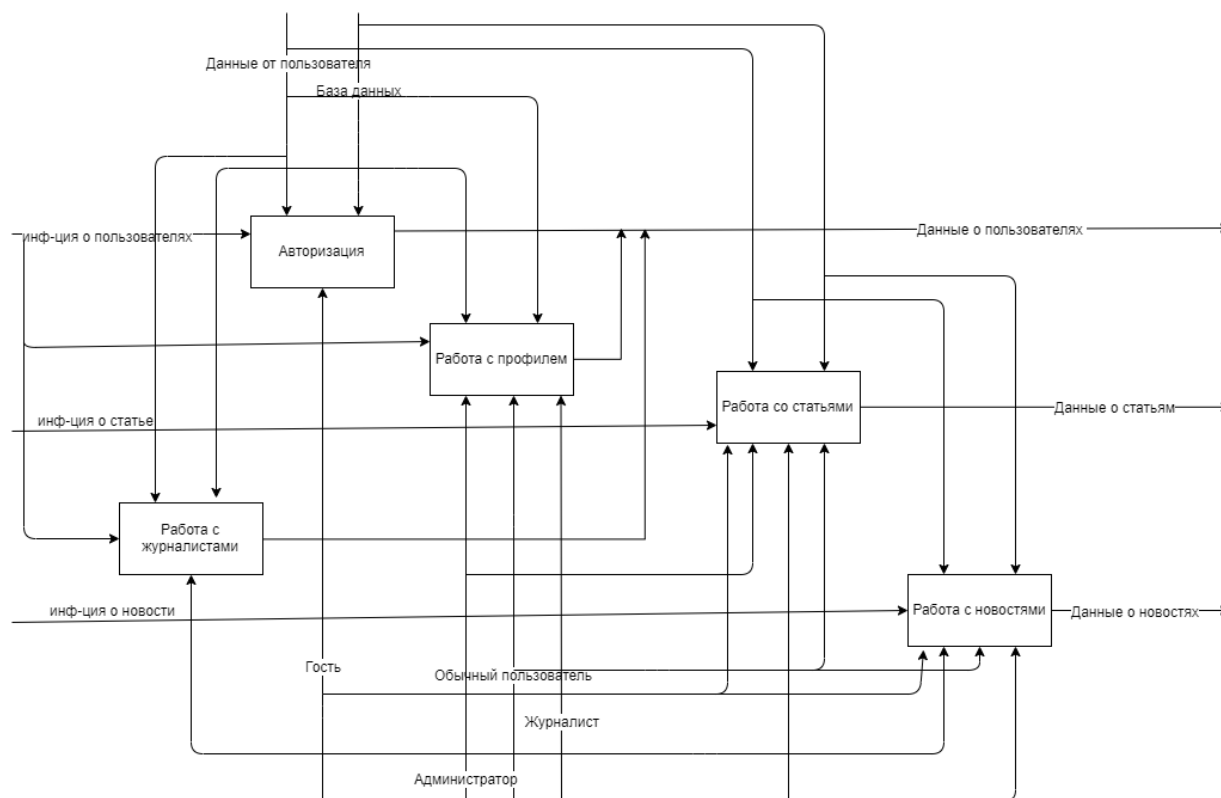 Данные от пользователя
База данных
инф-ция о пользователях
Авторизация
Данные о пользователях
Работа с профилем
Работа со статьями
Данные о статьям
инф-ция о статье
Работа с
журналистами
инф-ция о новости
Работа с новостями
Данные о новостях
Гость
Обычный пользователь
Журналист
Администратор